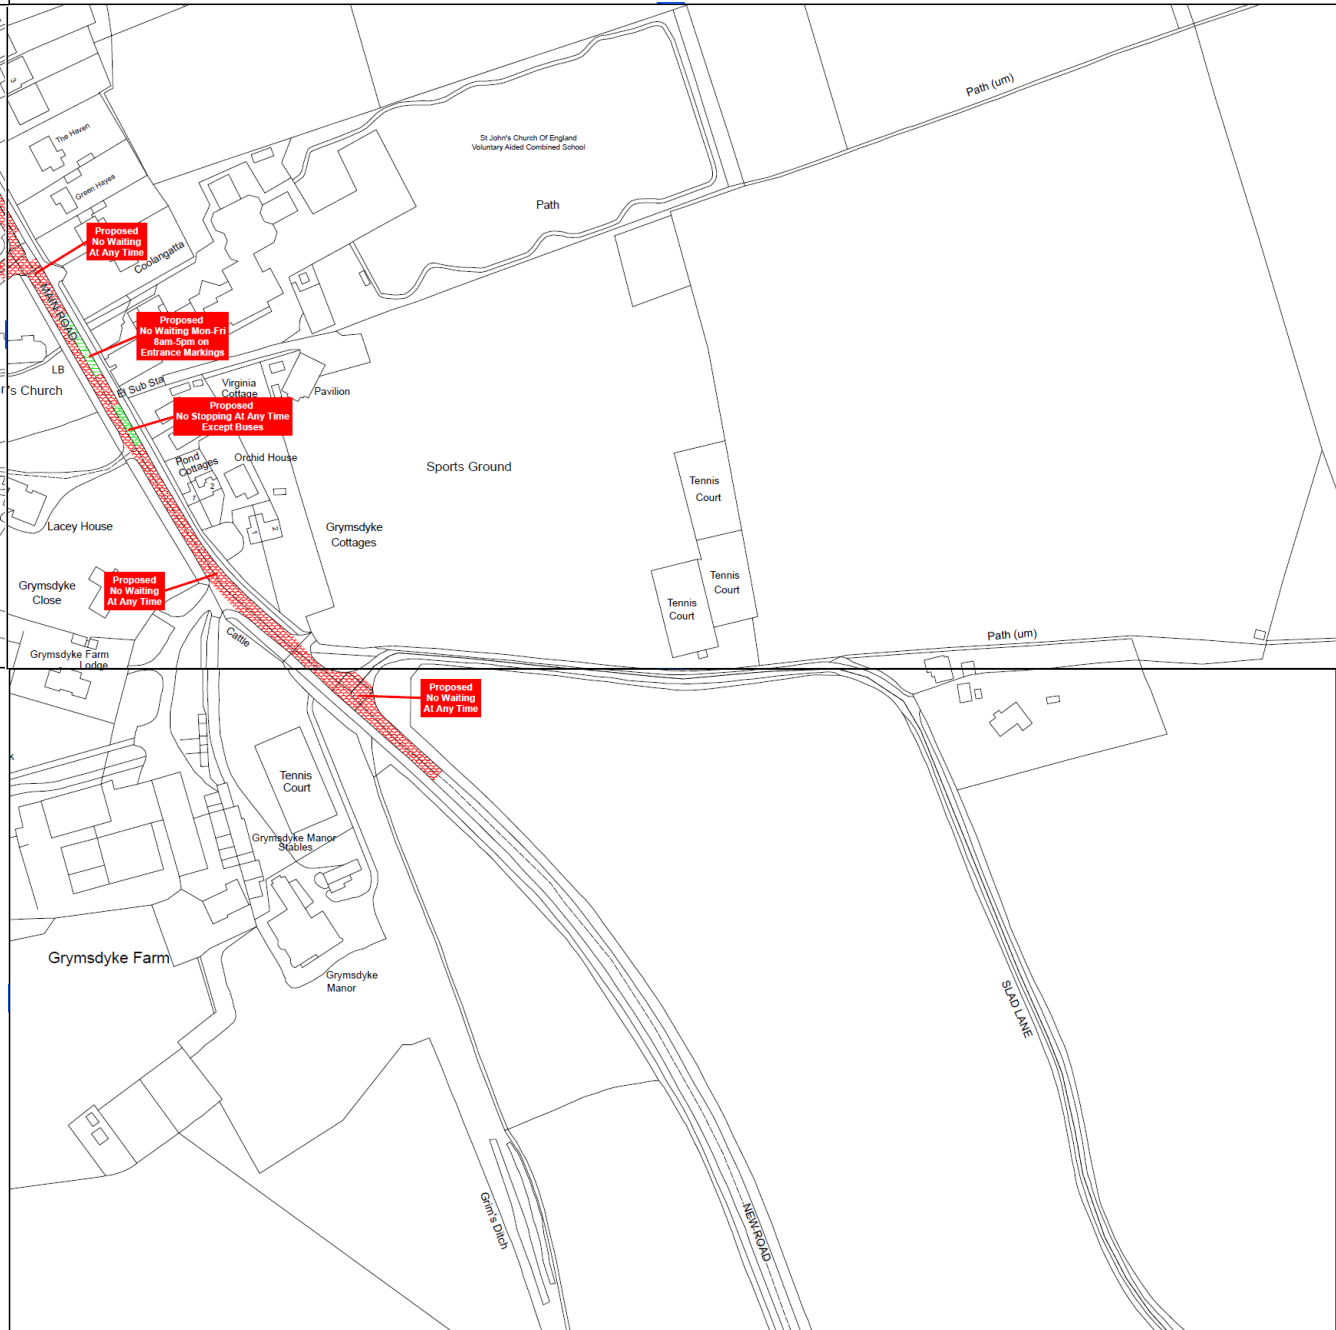 3
The Haven
Green Hayes
Proposed
No Waiting
At Any Time
Coolangatta
St John's Church Of England
Voluntary Aided Combined School
Path
Path (um)
MAIN ROAD
Proposed
No Waiting Mon-Fri
8am-5pm on
Entrance Markings
LB
r's Church
El Sub Sta
Virginia
Cottage
Pavilion
Proposed
No Stopping At Any Time
Except Buses
Pond
Cottages
1
2
Orchid House
Sports Ground
Tennis
Court
Lacey House
1
2
Grymsdyke
Cottages
Grymsdyke
Close
Proposed
No Waiting
At Any Time
Tennis
Court
Tennis
Court
Cattle
Path (um)
Grymsdyke Farm
Lodge
Proposed
No Waiting
At Any Time
k
Tennis
Court
Grymsdyke Manor
Stables
Grymsdyke Farm
Grymsdyke
Manor
SLAD LANE
Grim's Ditch
NEW ROAD